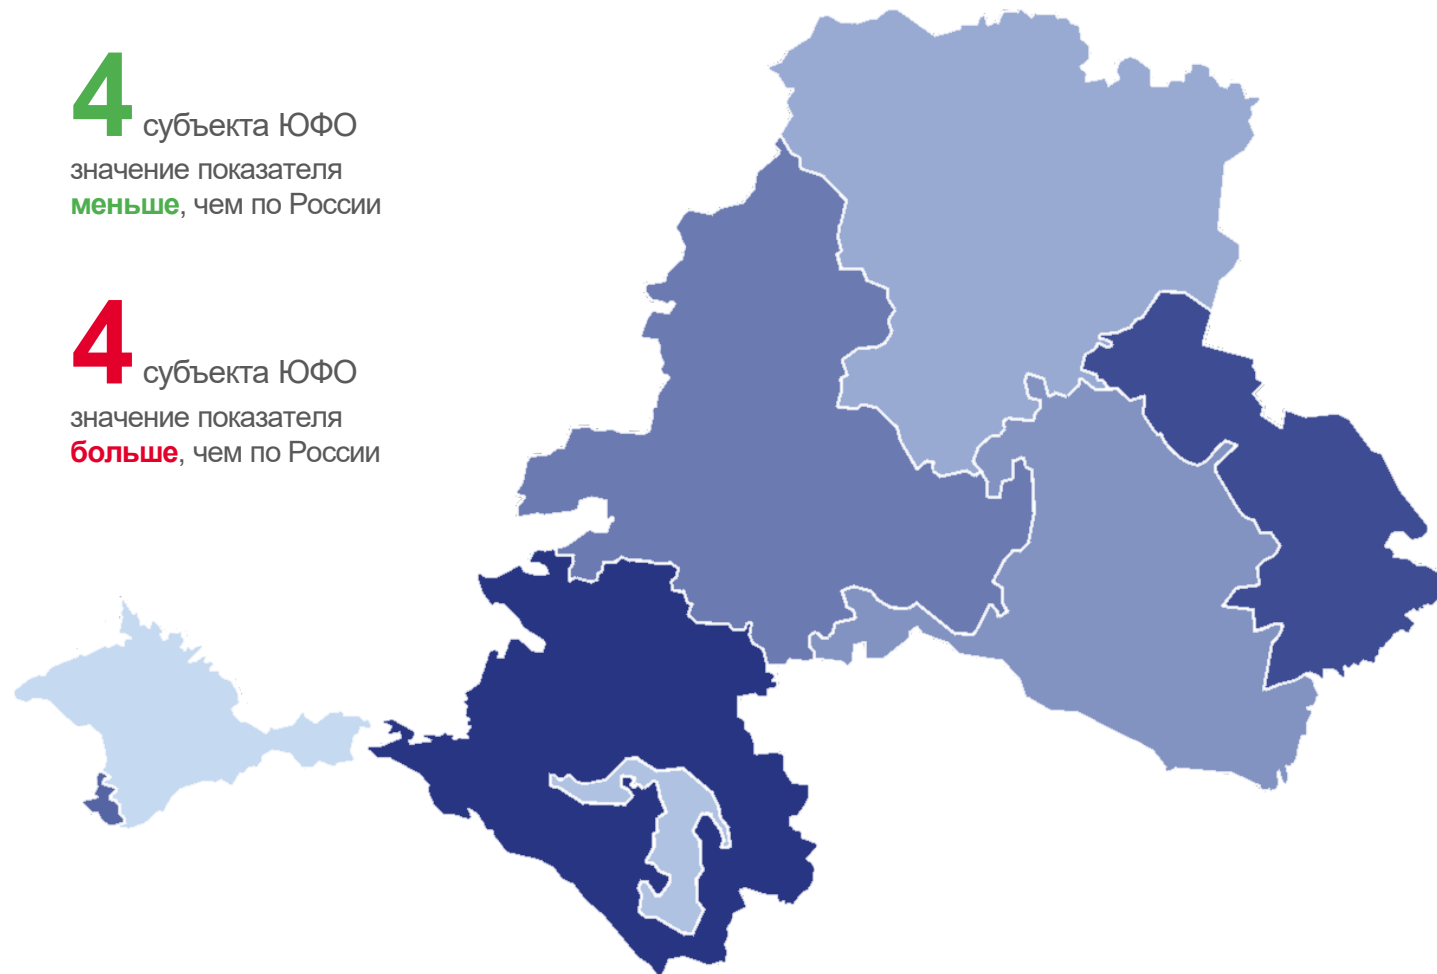 4 субъекта ЮФО
значение показателя
меньше, чем по России
4 субъекта ЮФО
значение показателя
больше, чем по России